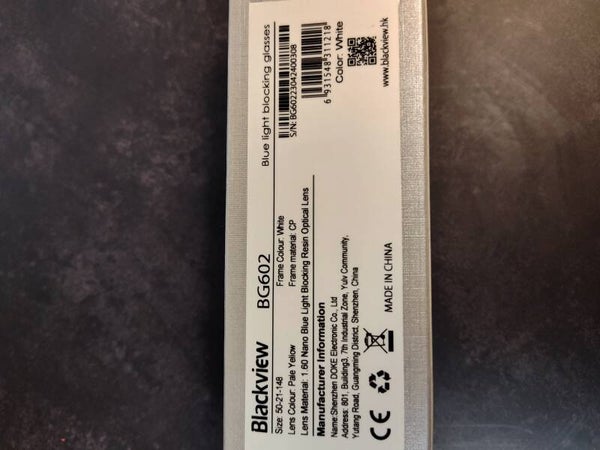 Blackview BG602 Blue light blocking glasses
Size: 50-21-148 Frame Colour: White
Lens Colour: Pale Yellow Frame material: CP
Lens Material: 1.60 Nano Blue Light Blocking Resin Optical Lens
S/N: BG60223042400308
Manufacturer Information
Name:Shenzhen DOKE Electronic Co., Ltd
Address: 801, Building3, 7th Industrial Zone, Yulv Community,
Yutang Road, Guangming District, Shenzhen, China
6 931548 311218
Color: White
CE MADE IN CHINA
www.blackview.hk